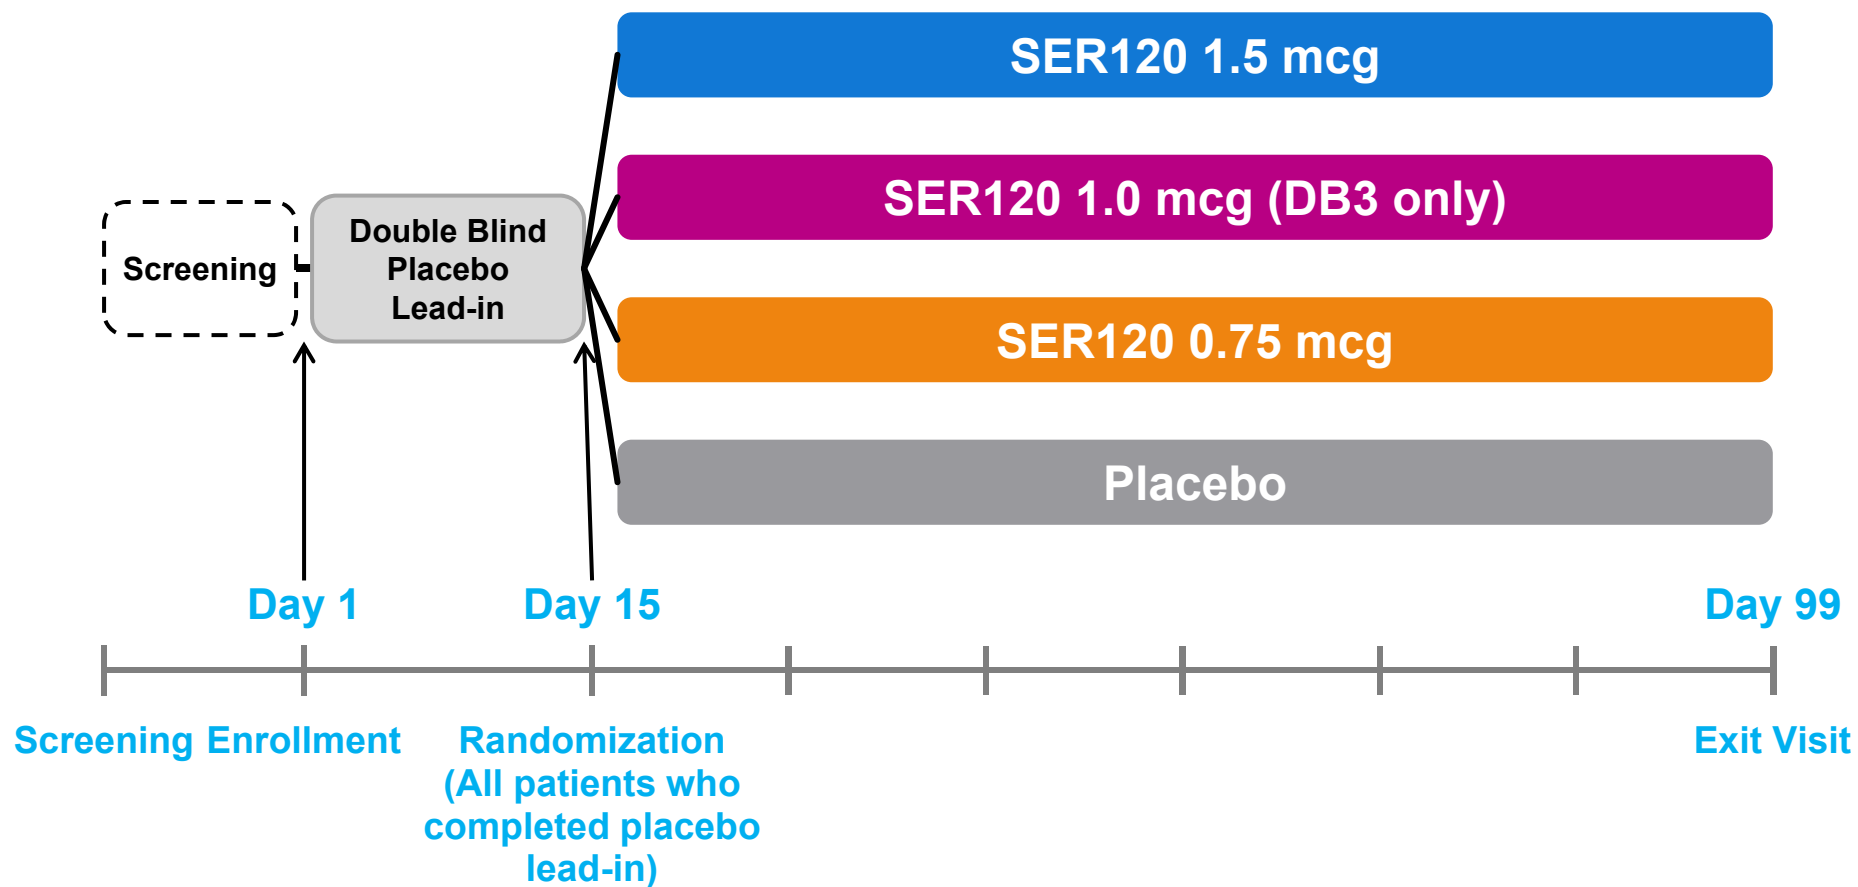 SER120 1.5 mcg
SER120 1.0 mcg (DB3 only)
Screening
Double Blind
Placebo
Lead-in
SER120 0.75 mcg
Placebo
Day 1
Day 15
Day 99
Screening
Enrollment
Randomization
(All patients who
completed placebo
lead-in)
Exit Visit